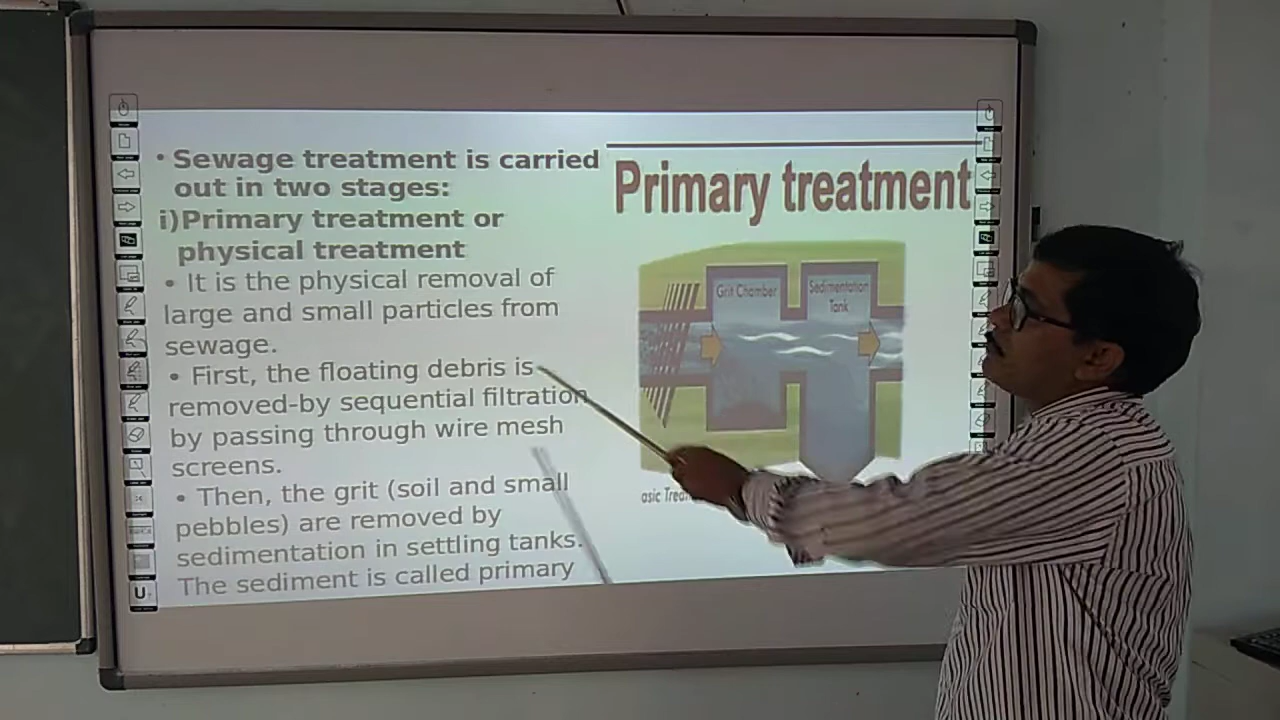 • Sewage treatment is carried
out in two stages:
i)Primary treatment or
physical treatment
• It is the physical removal of
large and small particles from
sewage.
• First, the floating debris is
removed-by sequential filtration
by passing through wire mesh
screens.
• Then, the grit (soil and small
pebbles) are removed by
sedimentation in settling tanks.
The sediment is called primary
Primary treatment
Grit Chamber
Sedimentation
Tank
asic
U